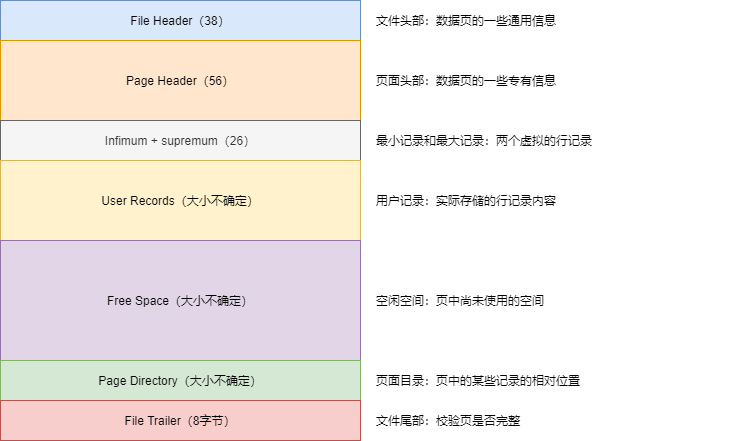 File Header（38）
文件头部：数据页的一些通用信息
Page Header（56）
页面头部：数据页的一些专有信息
Infimum + supremum（26）
最小记录和最大记录：两个虚拟的行记录
User Records（大小不确定）
用户记录：实际存储的行记录内容
Free Space（大小不确定）
空闲空间：页中尚未使用的空间
Page Directory（大小不确定）
页面目录：页中的某些记录的相对位置
File Trailer（8字节）
文件尾部：校验页是否完整